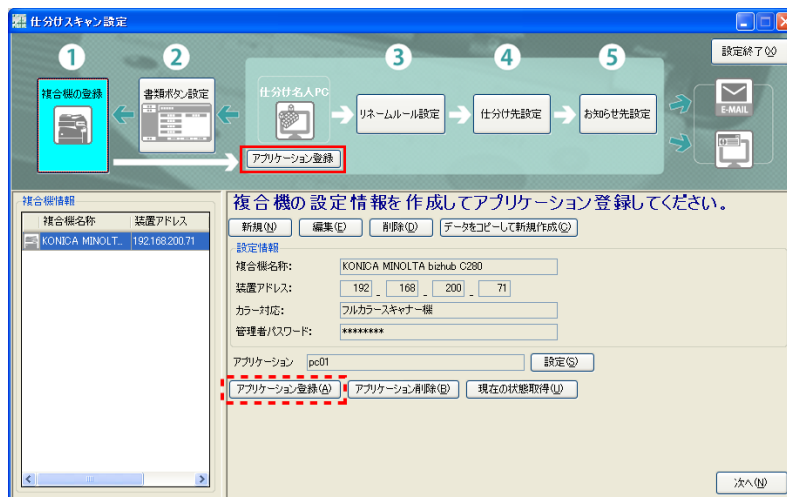 仕分けスキャン設定
設定終了(X)
1
2
3
4
5
複合機の登録
書類ボタン設定
仕分け名人PC
リネームルール設定
仕分け先設定
お知らせ先設定
E-MAIL
アプリケーション登録
複合機情報
複合機名称 装置アドレス
KONICA MINOLT... 192.168.200.71
複合機の設定情報を作成してアプリケーション登録してください。
新規(N) 編集(E) 削除(D) データをコピーして新規作成(C)
設定情報
複合機名称: KONICA MINOLTA bizhub C280
装置アドレス: 192 . 168 . 200 . 71
カラー対応: フルカラースキャナー機
管理者パスワード: ********
アプリケーション pc01 設定(S)
アプリケーション登録(A) アプリケーション削除(B) 現在の状態取得(U)
次へ(N)